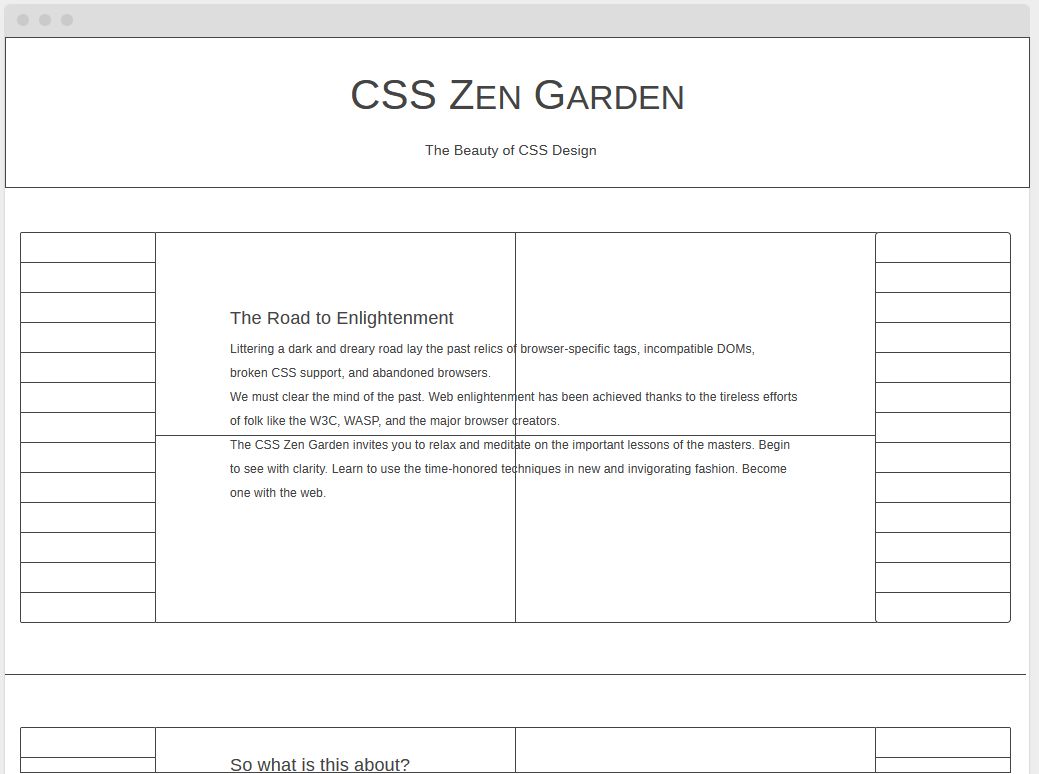 CSS Zen Garden
The Beauty of CSS Design
The Road to Enlightenment
Littering a dark and dreary road lay the past relics of browser-specific tags, incompatible DOMs,
broken CSS support, and abandoned browsers.
We must clear the mind of the past. Web enlightenment has been achieved thanks to the tireless efforts
of folk like the W3C, WASP, and the major browser creators.
The CSS Zen Garden invites you to relax and meditate on the important lessons of the masters. Begin
to see with clarity. Learn to use the time-honored techniques in new and invigorating fashion. Become
one with the web.
So what is this about?